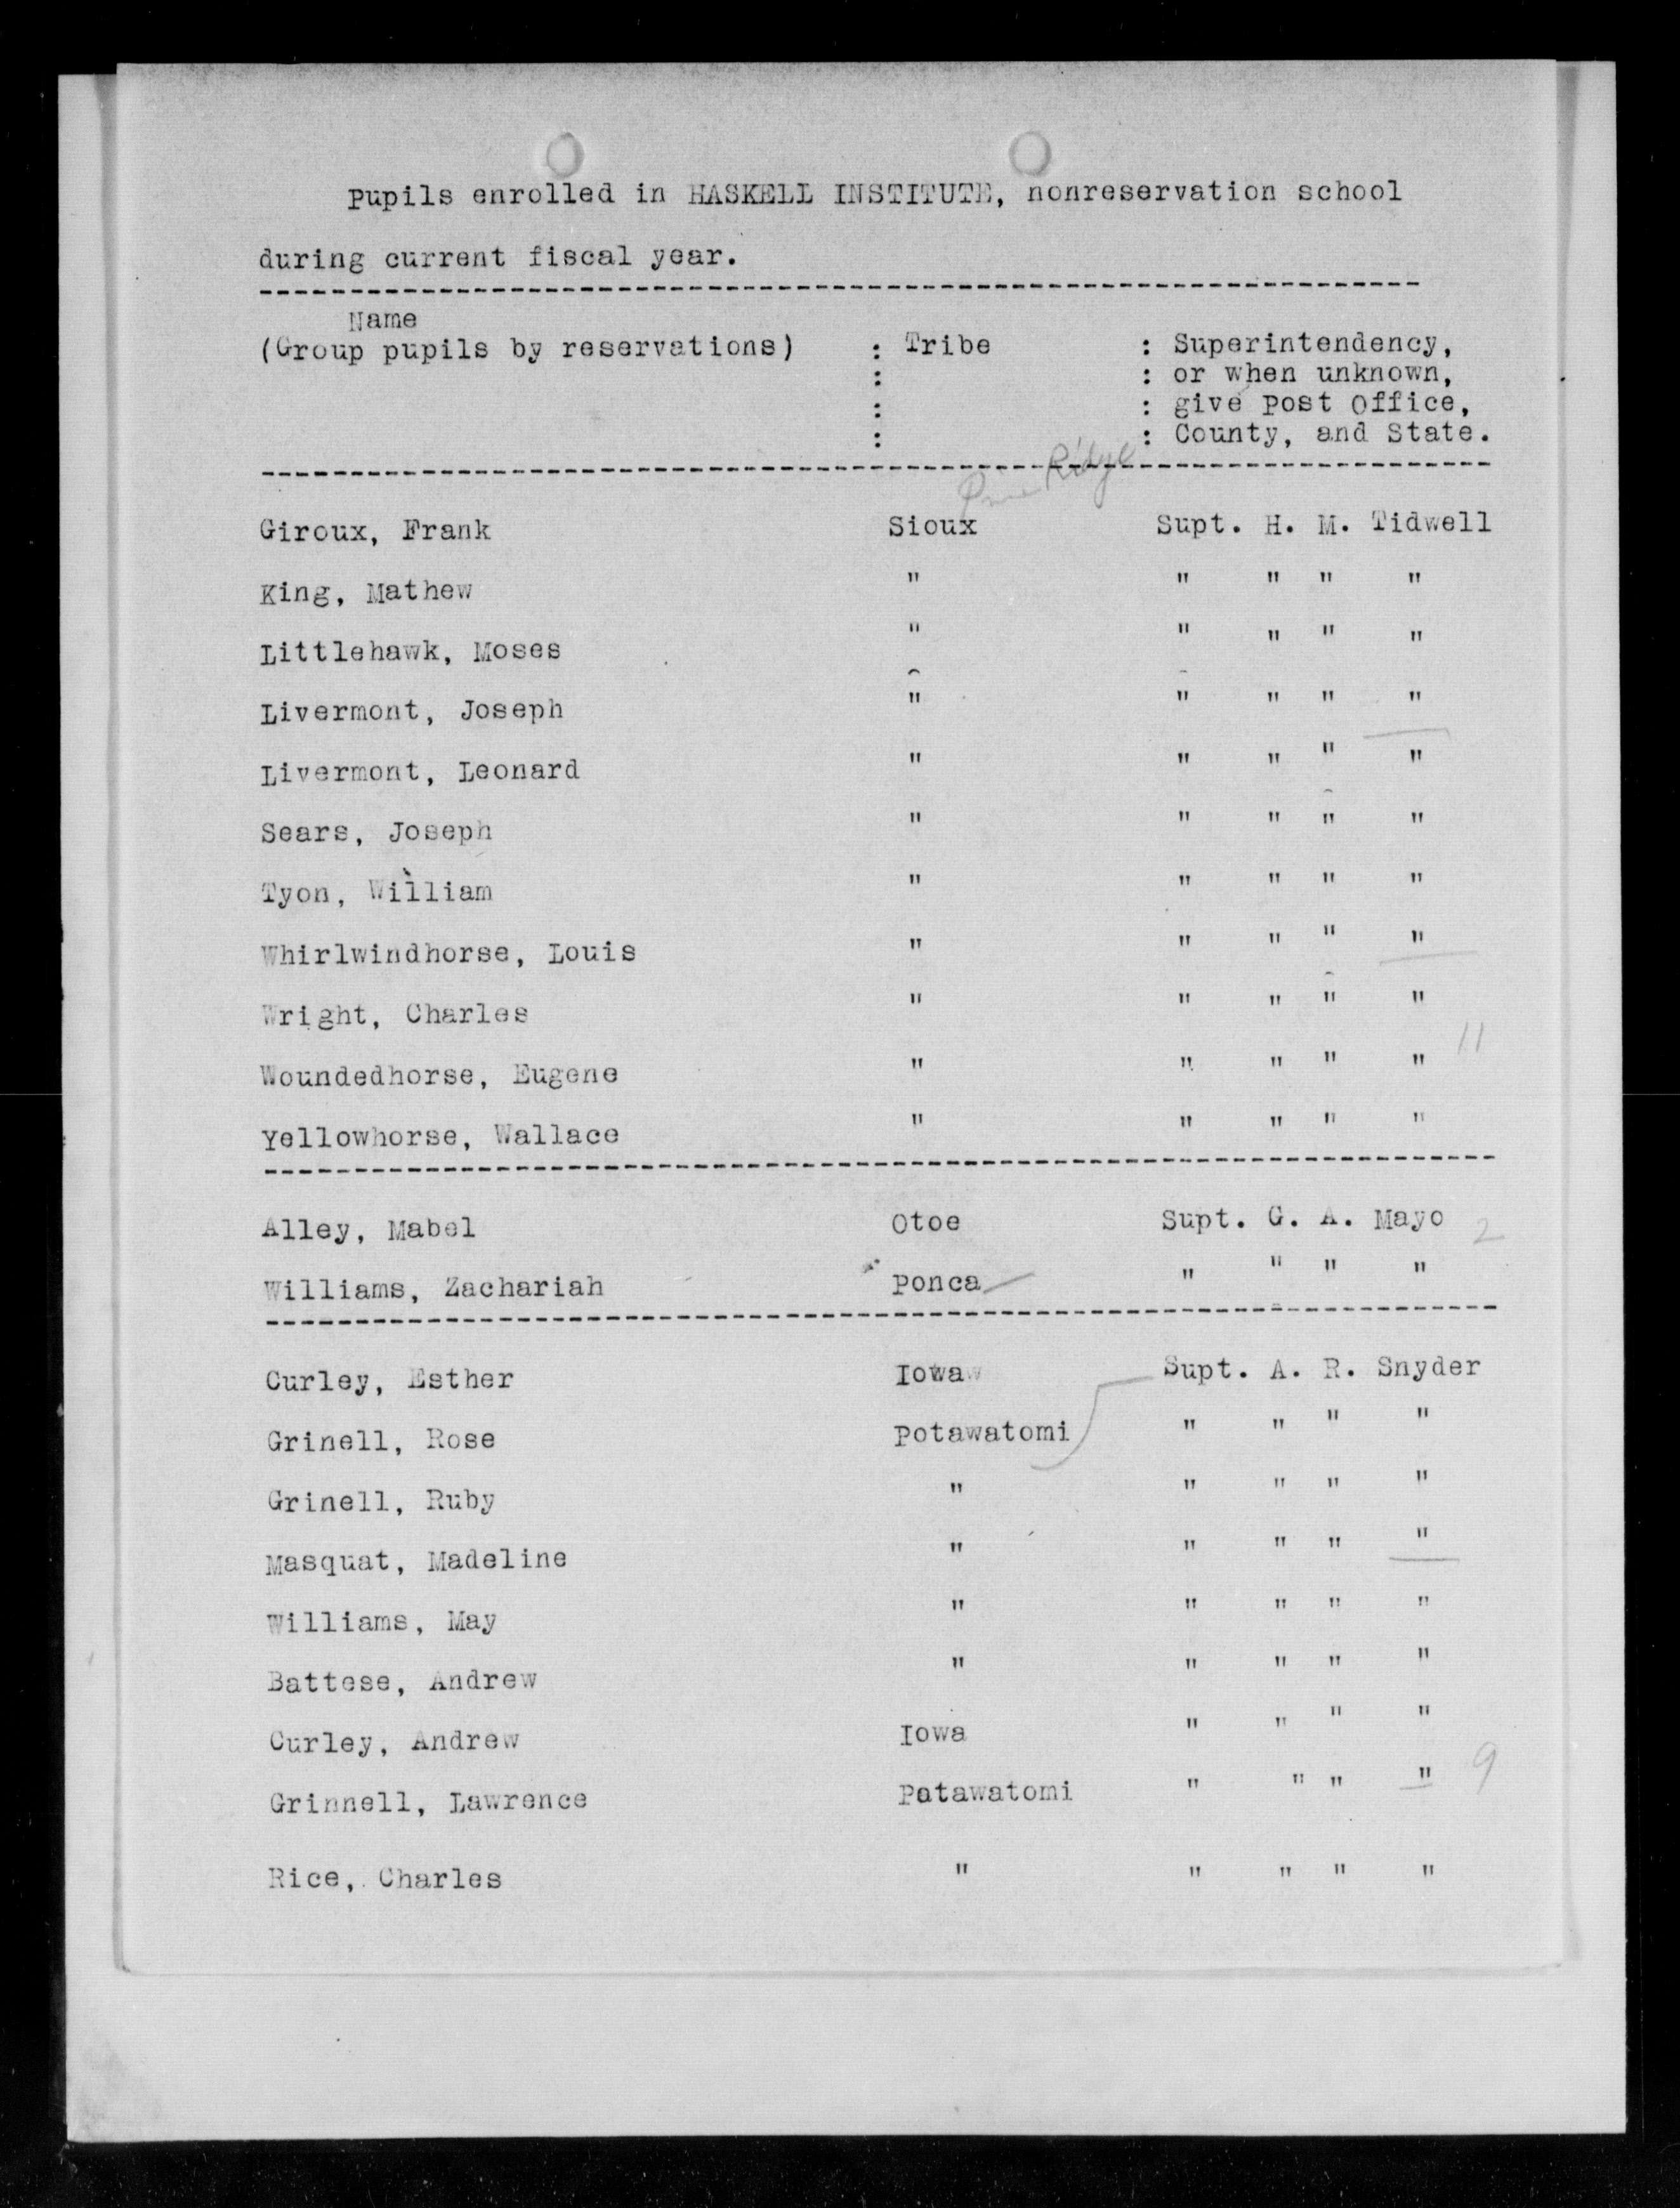 Pupils enrolled in HASKELL INSTITUTE, nonreservation school
during current fiscal year.
Name
(Group pupils by reservations) : Tribe : Superintendency,
: : or when unknown,
: : give Post Office,
: : County, and State.
Pine Ridge
Giroux, Frank Sioux Supt. H. M. Tidwell
King, Mathew " " " " "
Littlehawk, Moses " " " " "
Livermont, Joseph " " " " "
Livermont, Leonard " " " " "
Sears, Joseph " " " " "
Tyon, William " " " " "
Whirlwindhorse, Louis " " " " "
Wright, Charles " " " " "
Woundedhorse, Eugene " " " " " 11
Yellowhorse, Wallace " " " " "
Alley, Mabel Otoe Supt. G. A. Mayo 2
Williams, Zachariah Ponca " " " "
Curley, Esther Iowaw Supt. A. R. Snyder
Grinell, Rose Potawatomi " " " "
Grinell, Ruby " " " " "
Masquat, Madeline " " " " "
Williams, May " " " " "
Battese, Andrew " " " " "
Curley, Andrew Iowa " " " "
Grinnell, Lawrence Patawatomi " " " " 9
Rice, Charles " " " " "